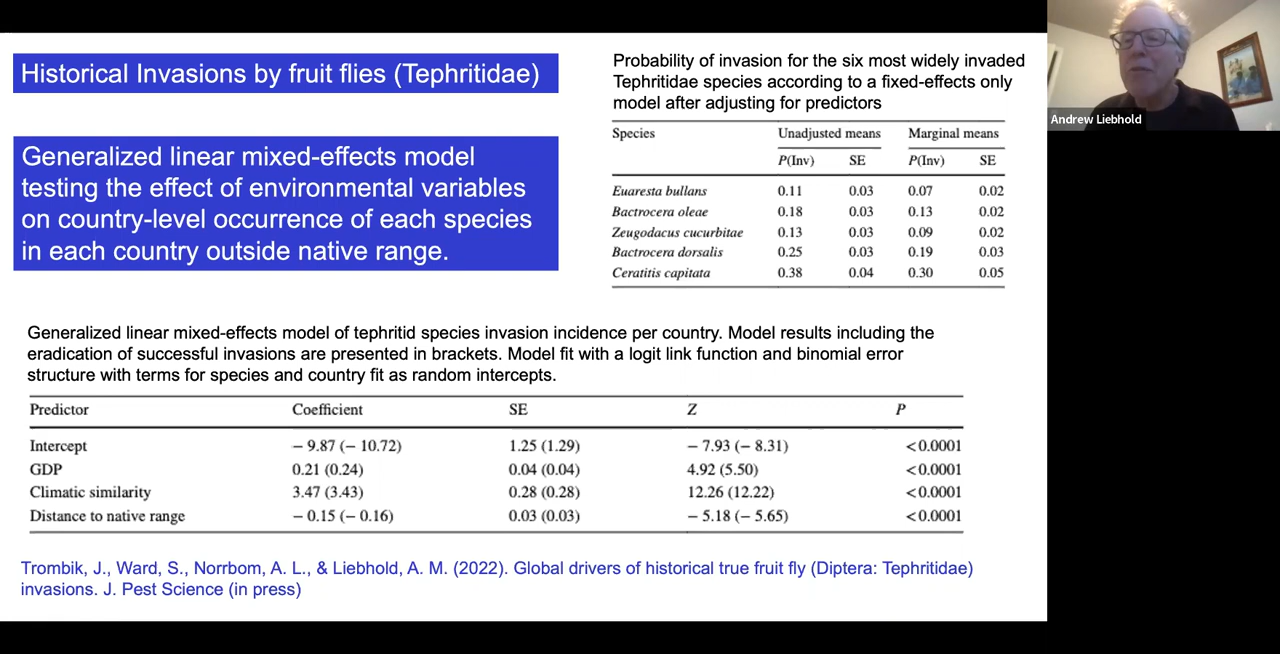 Historical Invasions by fruit flies (Tephritidae)
Generalized linear mixed-effects model
testing the effect of environmental variables
on country-level occurrence of each species
in each country outside native range.
Probability of invasion for the six most widely invaded
Tephritidae species according to a fixed-effects only
model after adjusting for predictors
Species Unadjusted means Marginal means
P(Inv) SE P(Inv) SE
Euaresta bullans 0.11 0.03 0.07 0.02
Bactrocera oleae 0.18 0.03 0.13 0.02
Zeugodacus cucurbitae 0.13 0.03 0.09 0.02
Bactrocera dorsalis 0.25 0.03 0.19 0.03
Ceratitis capitata 0.38 0.04 0.30 0.05
Andrew Liebhold
Generalized linear mixed-effects model of tephritid species invasion incidence per country. Model results including the
eradication of successful invasions are presented in brackets. Model fit with a logit link function and binomial error
structure with terms for species and country fit as random intercepts.
Predictor Coefficient SE Z P
Intercept − 9.87 (− 10.72) 1.25 (1.29) − 7.93 (− 8.31) <0.0001
GDP 0.21 (0.24) 0.04 (0.04) 4.92 (5.50) <0.0001
Climatic similarity 3.47 (3.43) 0.28 (0.28) 12.26 (12.22) <0.0001
Distance to native range − 0.15 (− 0.16) 0.03 (0.03) − 5.18 (− 5.65) <0.0001
Trombik, J., Ward, S., Norrbom, A. L., & Liebhold, A. M. (2022). Global drivers of historical true fruit fly (Diptera: Tephritidae)
invasions. J. Pest Science (in press)